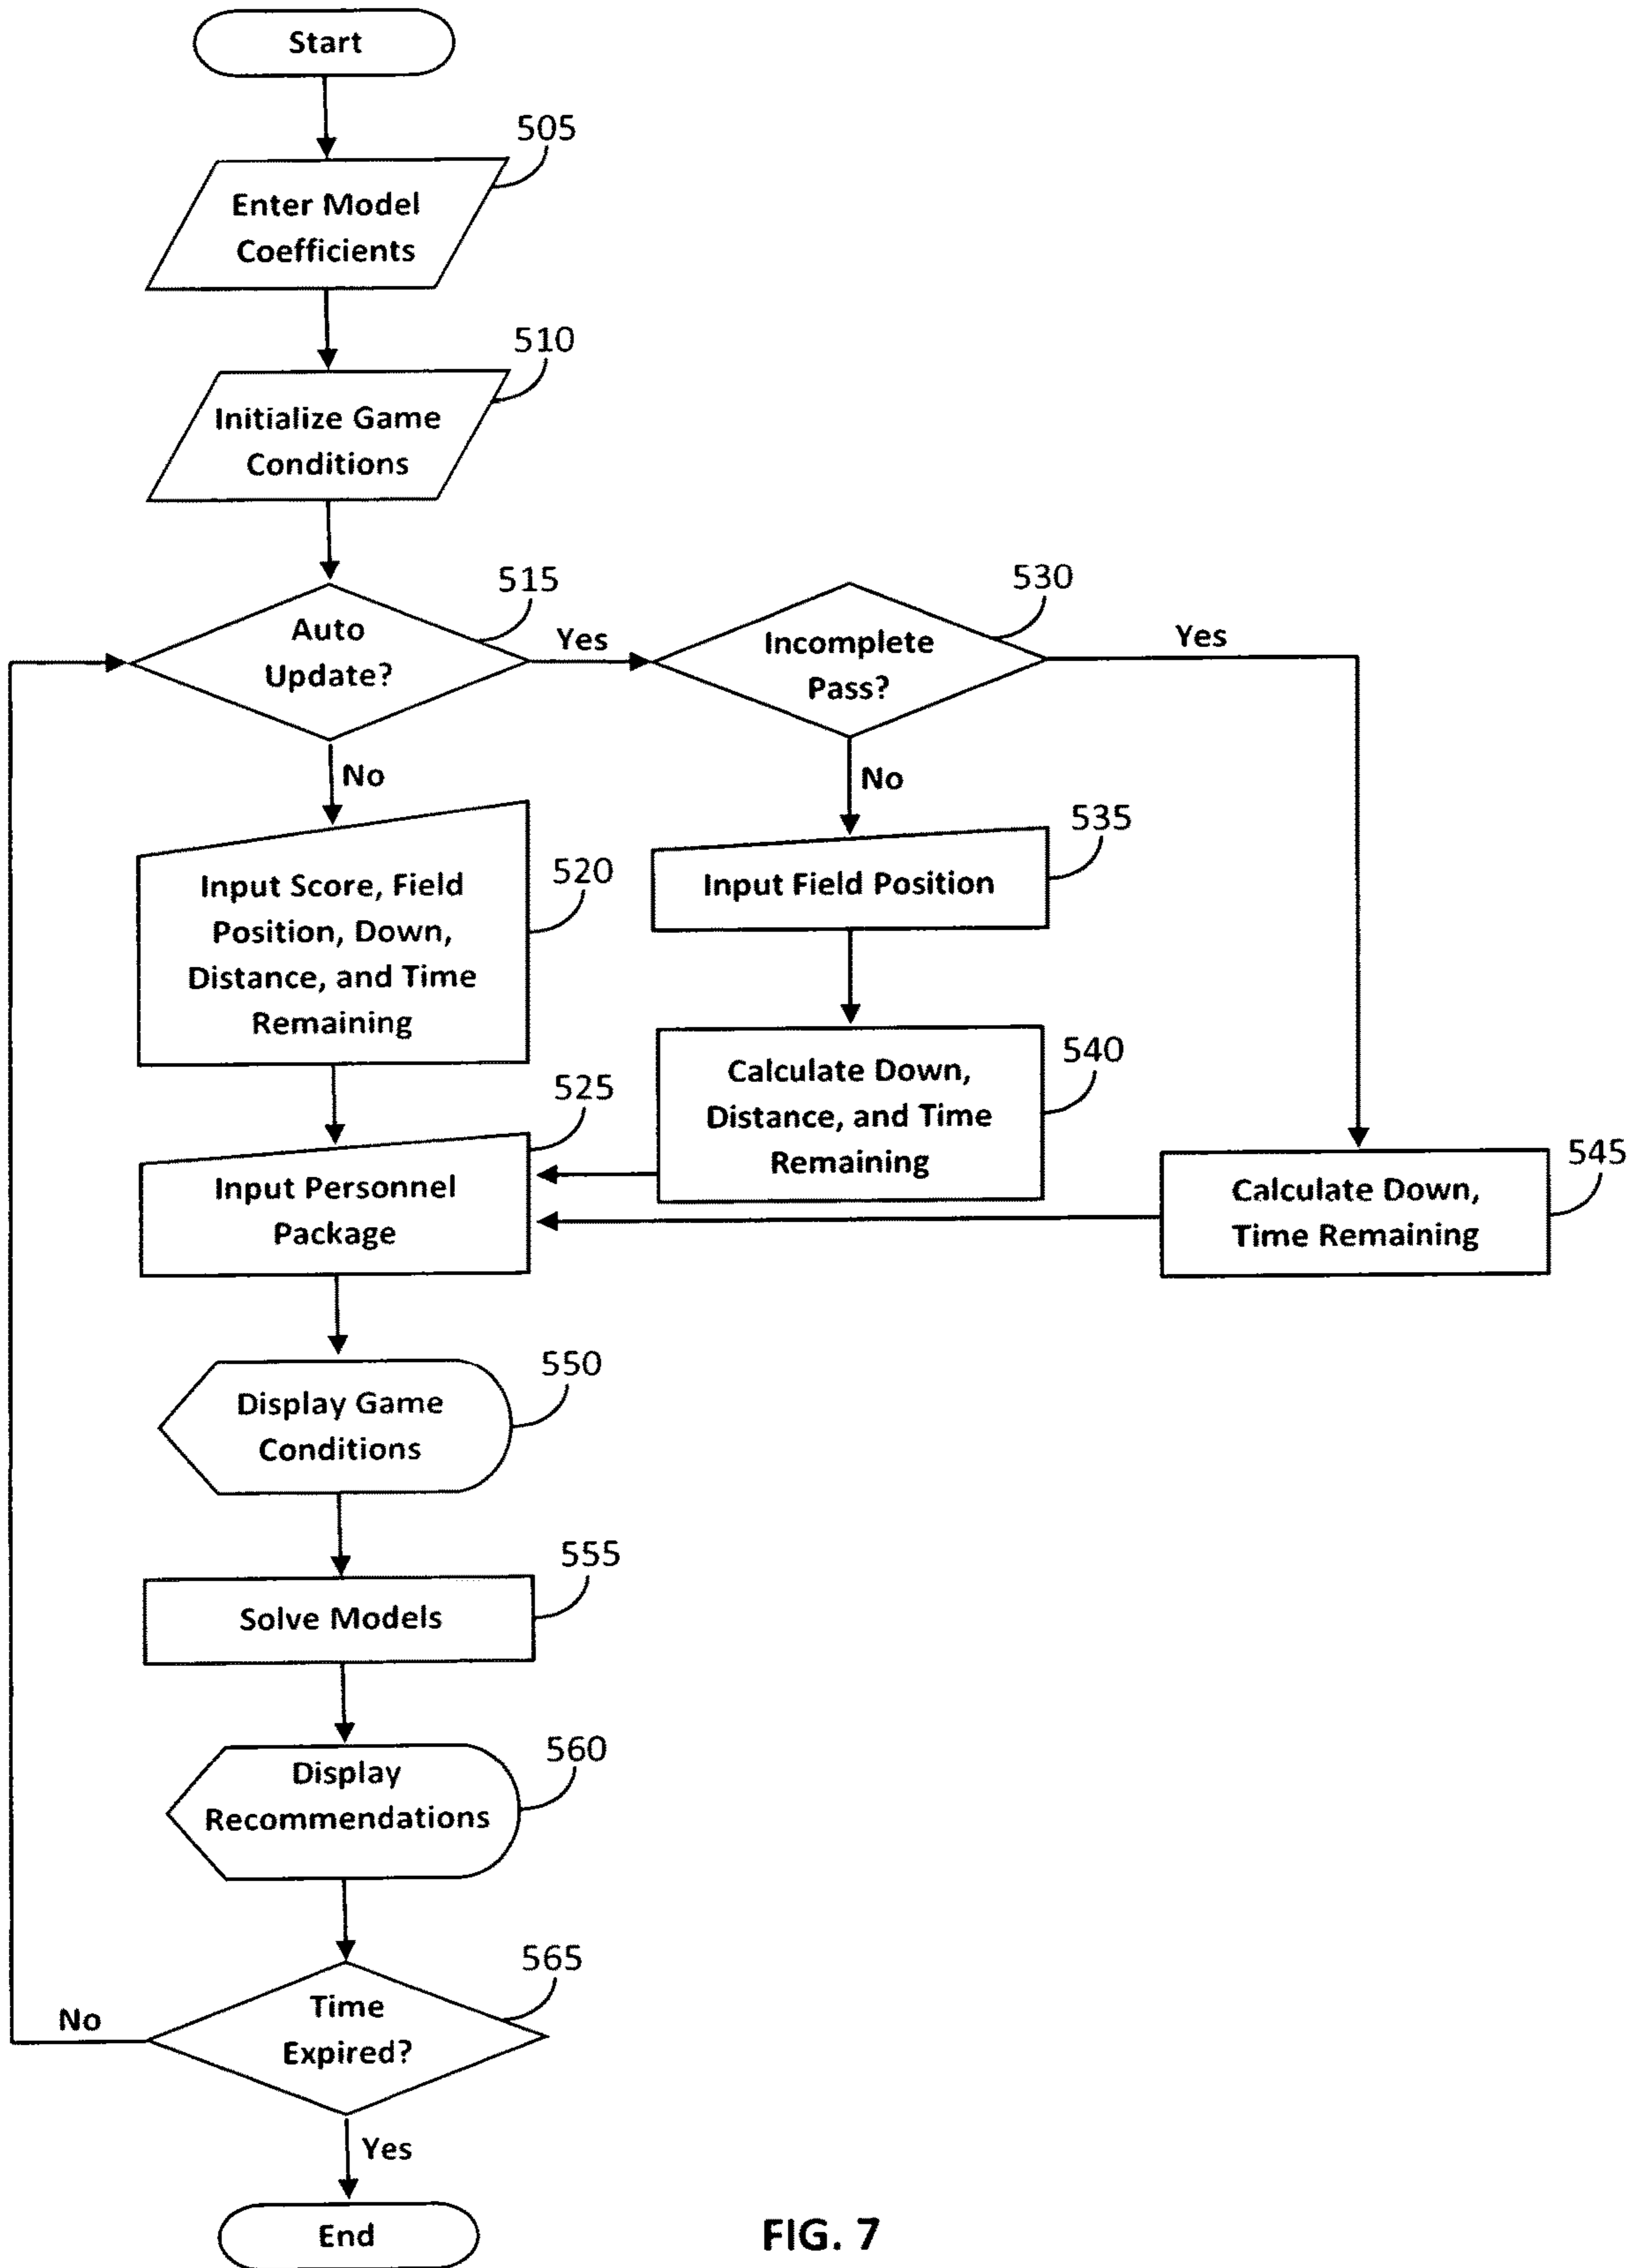 Start
505
Enter Model
Coefficients
510
Initialize Game
Conditions
515
Auto
Update?
Yes
530
Incomplete
Pass?
Yes
No
No
520
Input Score, Field
Position, Down,
Distance, and Time
Remaining
535
Input Field Position
525
Input Personnel
Package
540
Calculate Down,
Distance, and Time
Remaining
545
Calculate Down,
Time Remaining
550
Display Game
Conditions
555
Solve Models
560
Display
Recommendations
565
Time
Expired?
No
Yes
End
FIG. 7